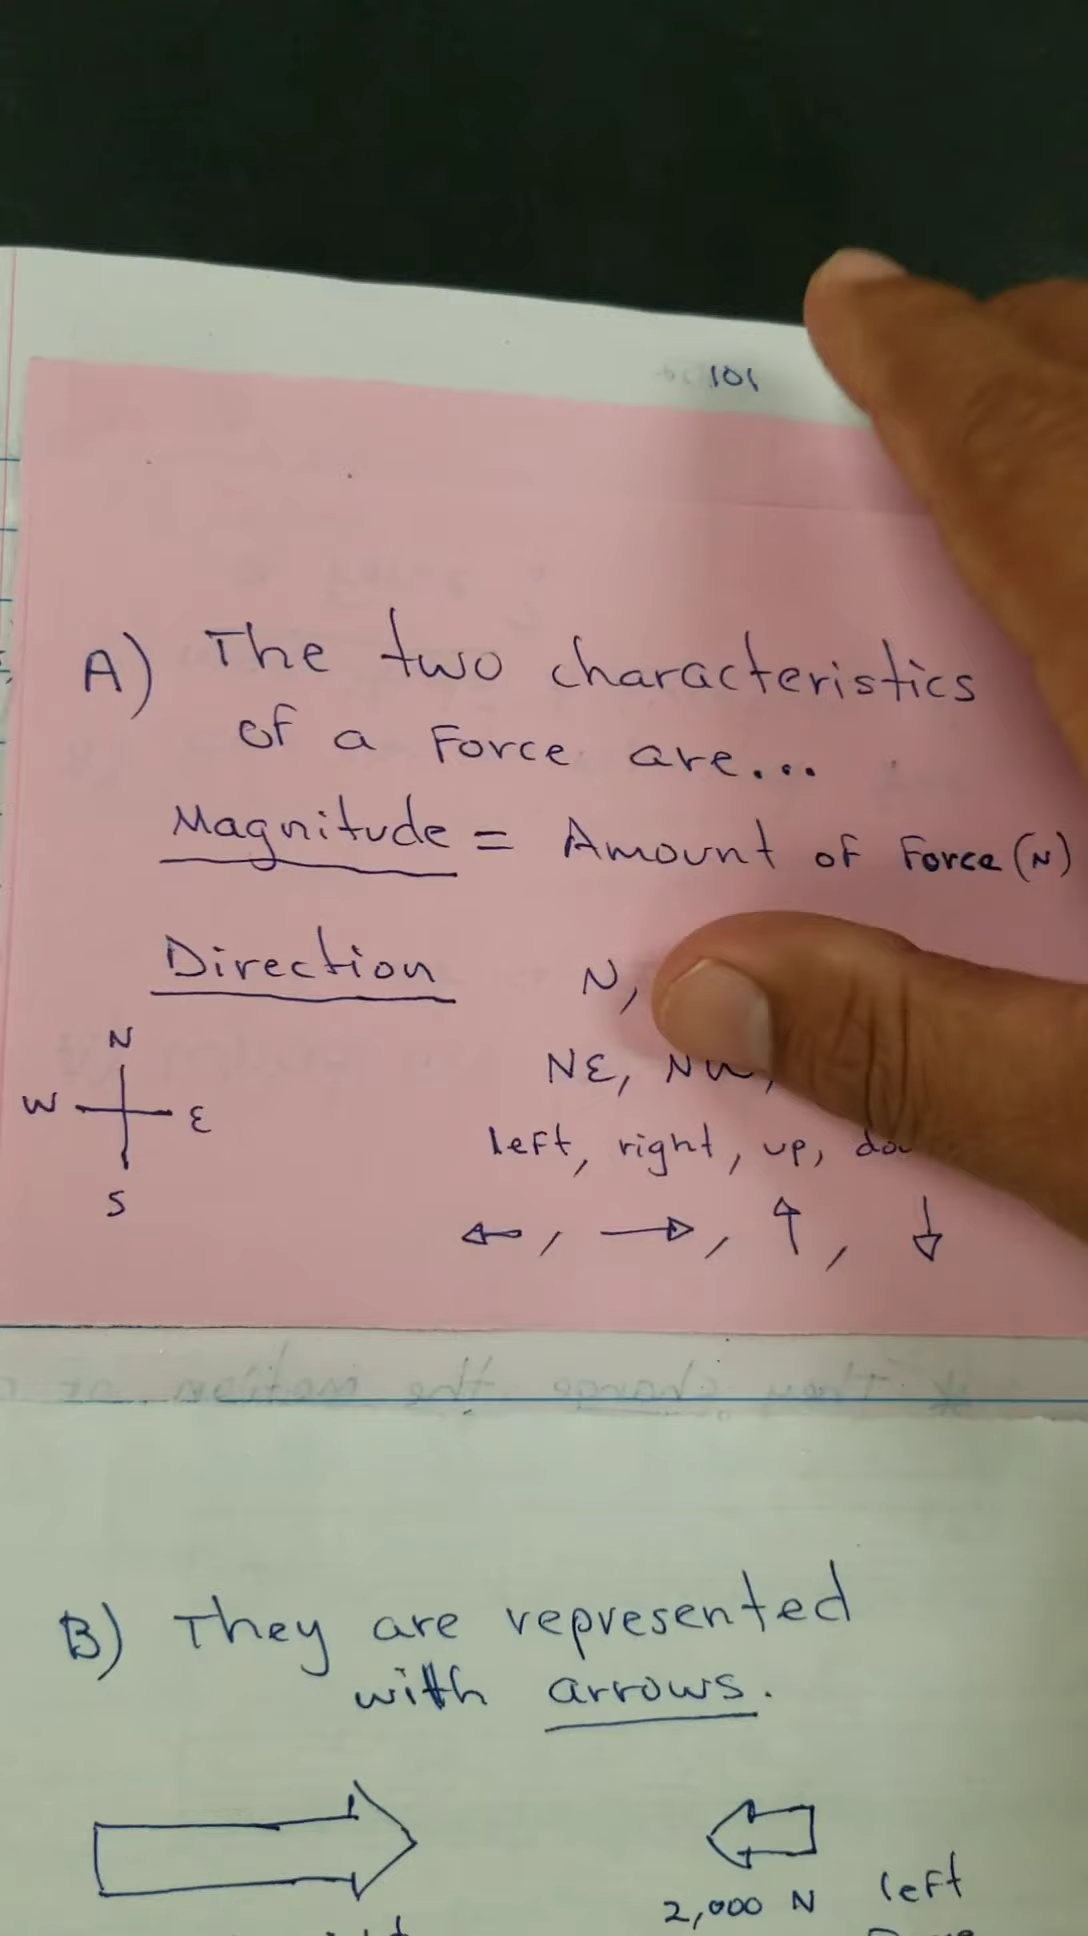 101
A) The two characteristics
of a Force are...
Magnitude = Amount of Force (N)
Direction N,
N
NE, NW,
W E
left, right, up,
S
B) They are represented
with arrows.
2,000 N left